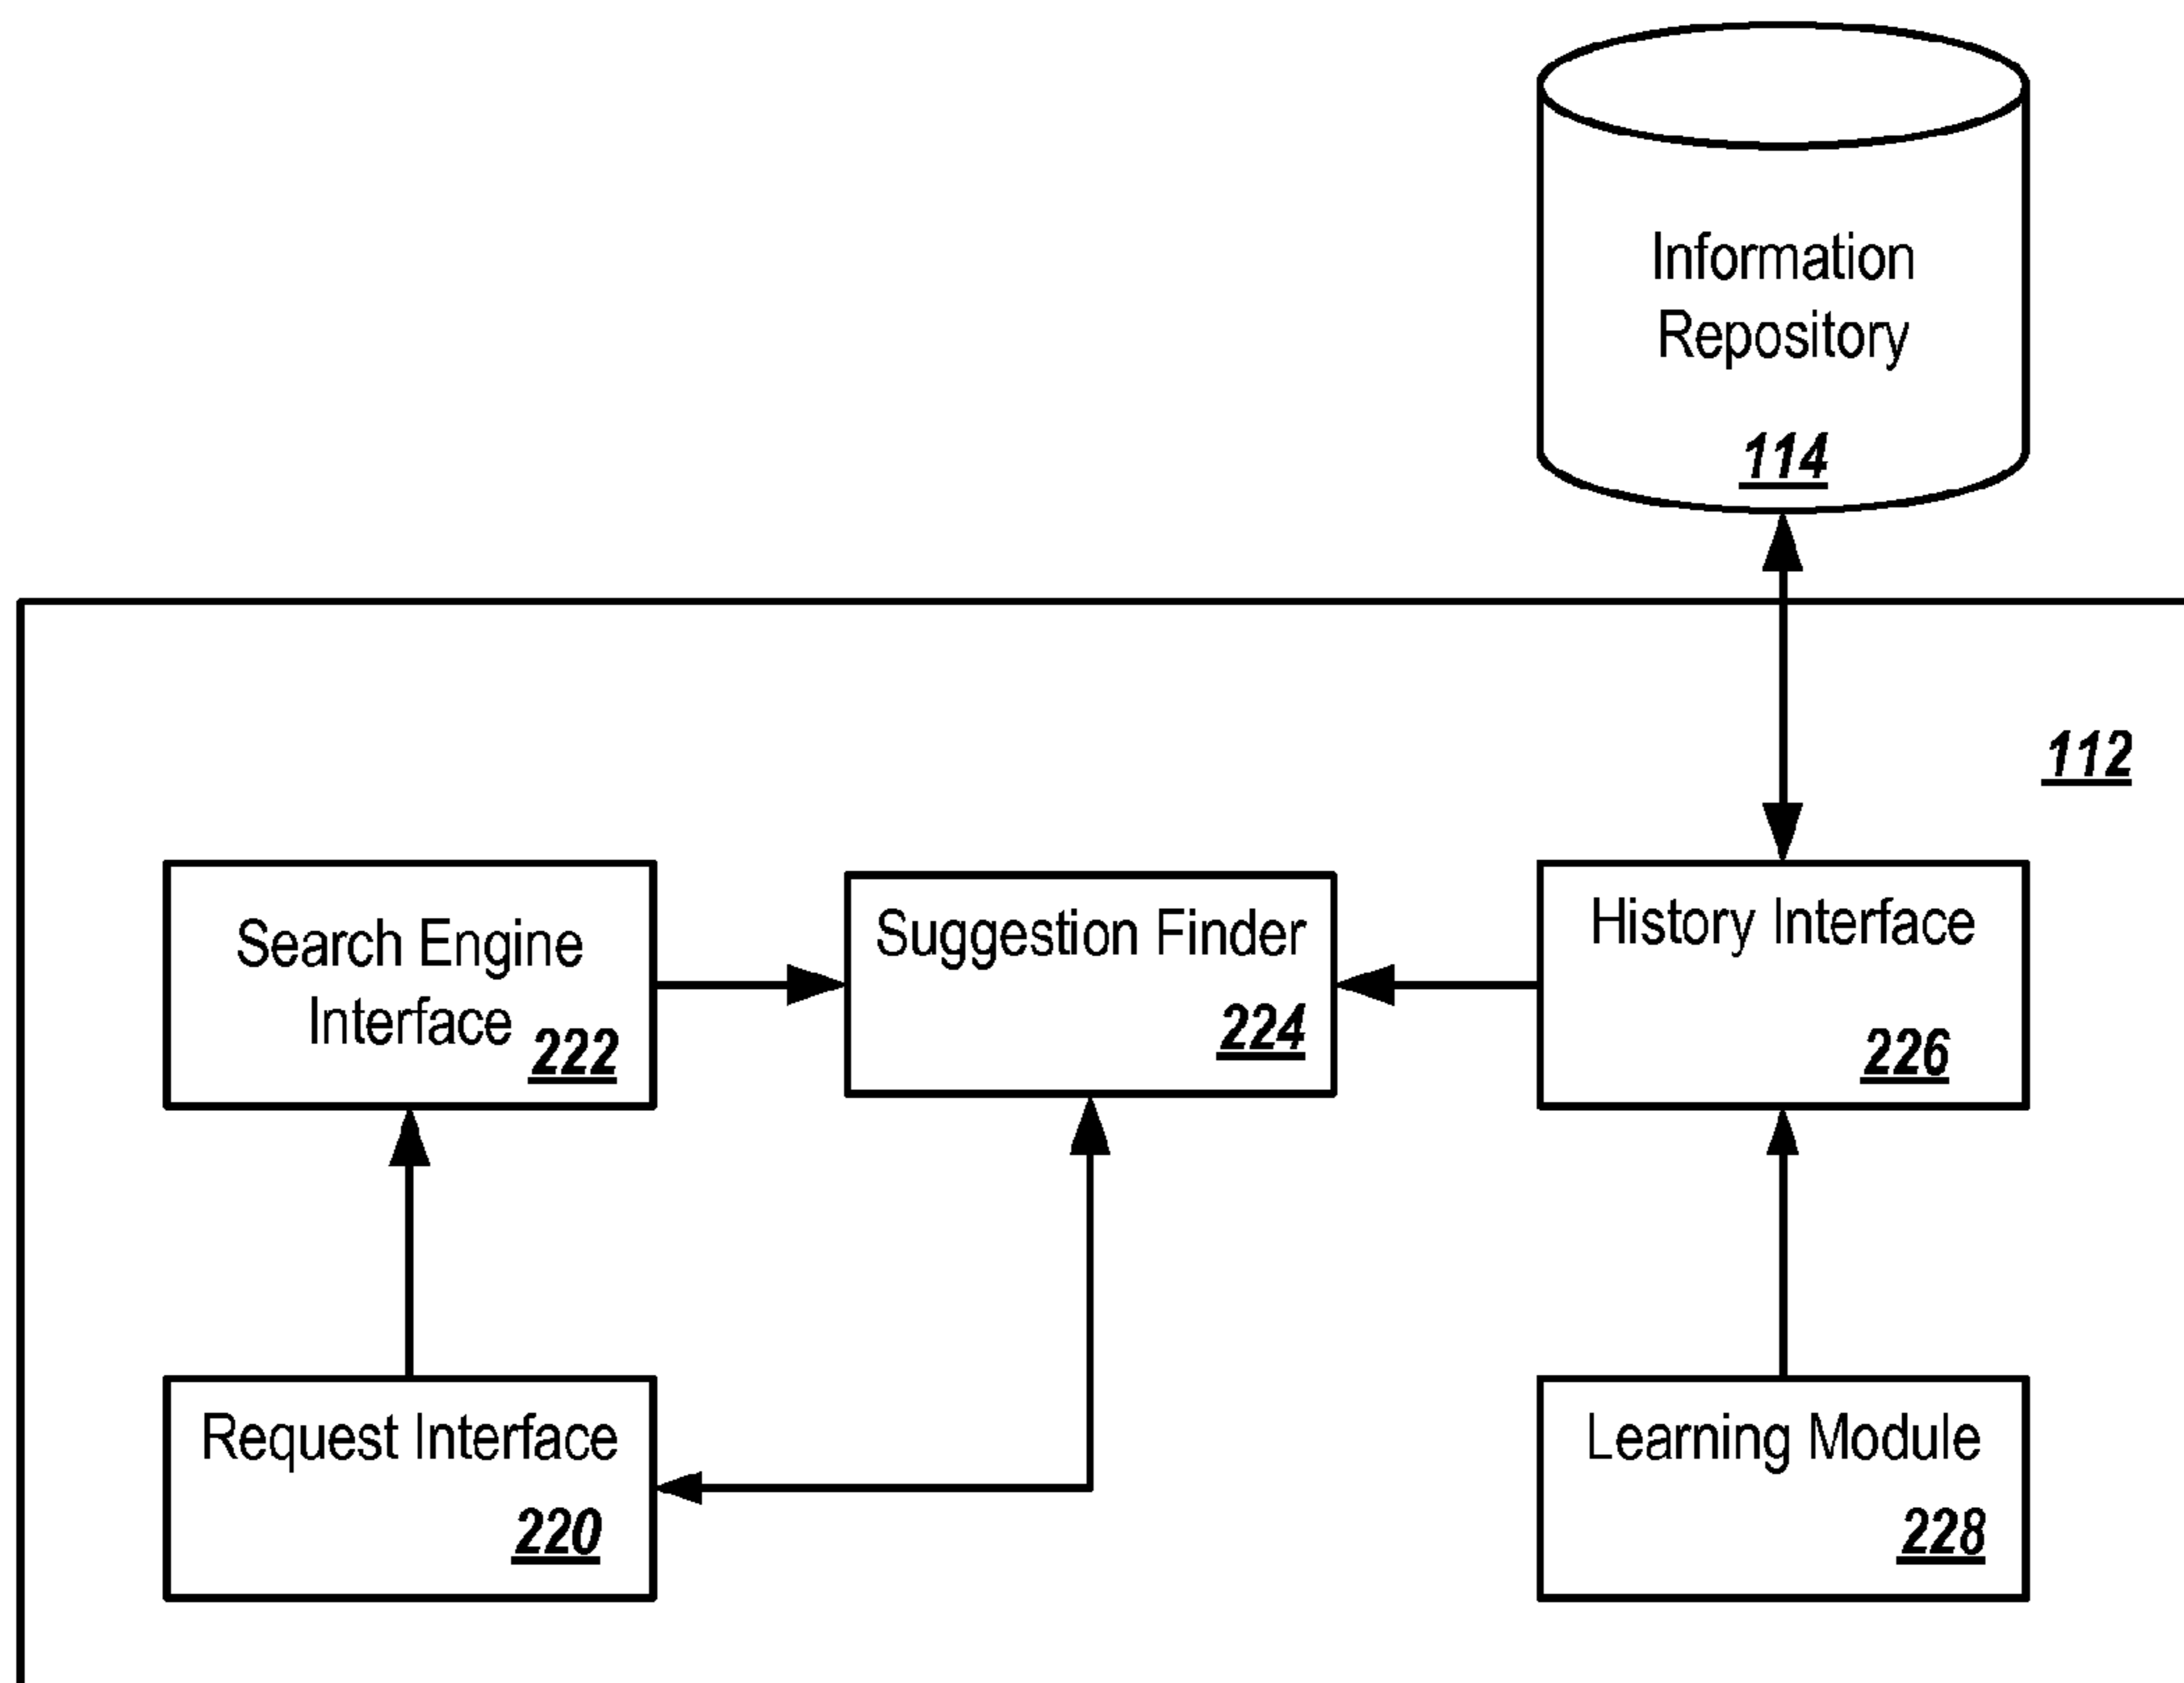 Information
Repository
114
112
Search Engine
Interface 222
Suggestion Finder
224
History Interface
226
Request Interface
220
Learning Module
228